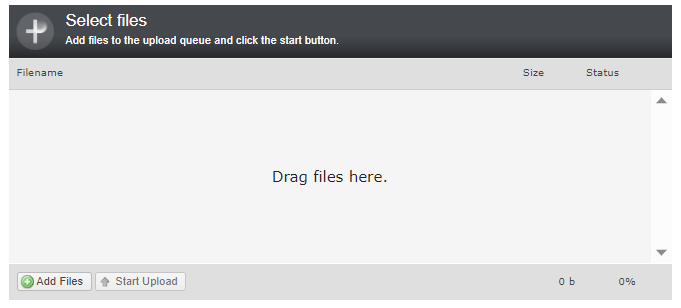 Select files
Add files to the upload queue and click the start button.
Filename Size Status
Drag files here.
Add Files Start Upload 0 b 0%